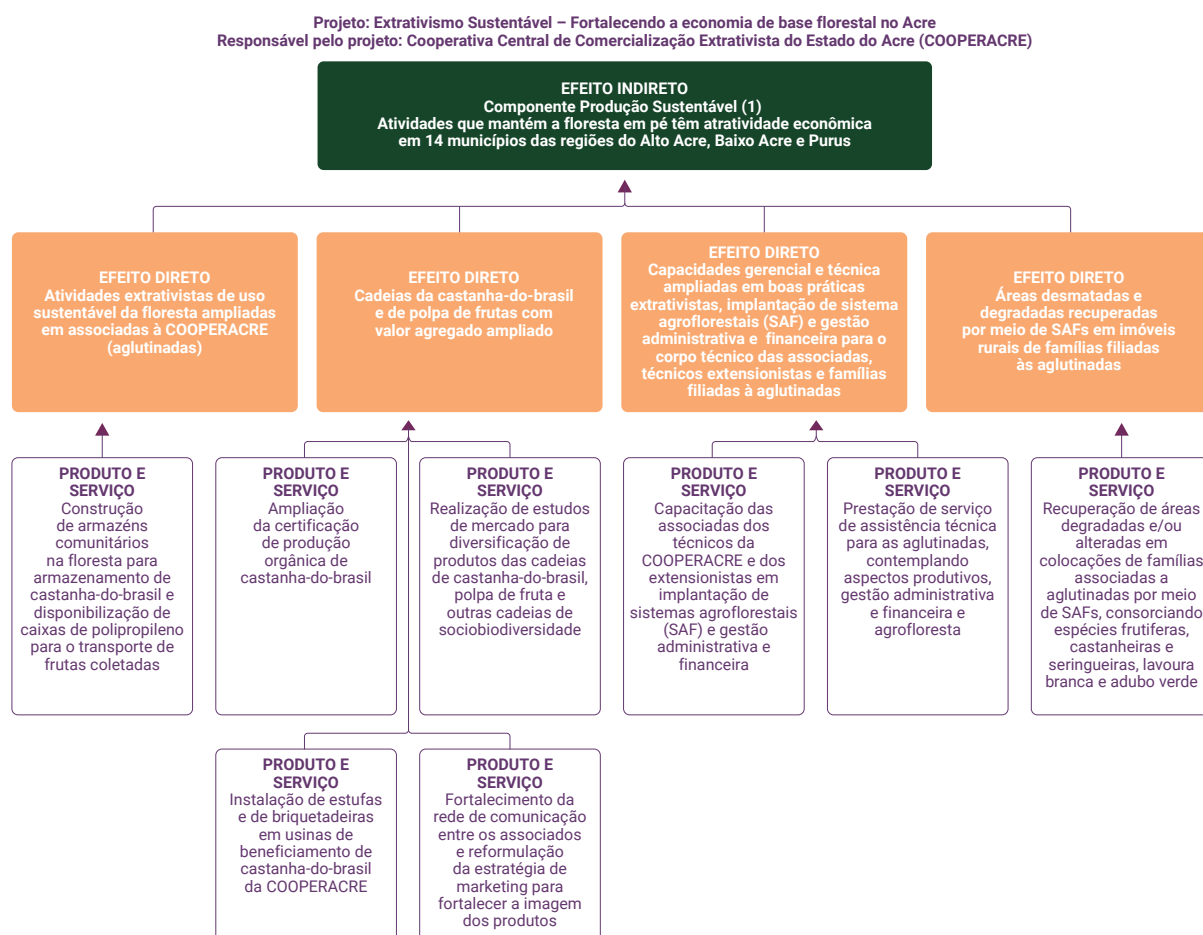 Projeto: Extrativismo Sustentável – Fortalecendo a economia de base florestal no Acre
Responsável pelo projeto: Cooperativa Central de Comercialização Extrativista do Estado do Acre (COOPERACRE)
EFEITO INDIRETO
Componente Produção Sustentável (1)
Atividades que mantém a floresta em pé têm atratividade econômica
em 14 municípios das regiões do Alto Acre, Baixo Acre e Purus
EFEITO DIRETO
Atividades extrativistas de uso
sustentável da floresta ampliadas
em associadas à COOPERACRE
(aglutinadas)
EFEITO DIRETO
Cadeias da castanha-do-brasil
e de polpa de frutas com
valor agregado ampliado
EFEITO DIRETO
Capacidades gerencial e técnica
ampliadas em boas práticas
extrativistas, implantação de sistema
agroflorestais (SAF) e gestão
administrativa e financeira para o
corpo técnico das associadas,
técnicos extensionistas e famílias
filiadas à aglutinadas
EFEITO DIRETO
Áreas desmatadas e
degradadas recuperadas
por meio de SAFs em imóveis
rurais de famílias filiadas
às aglutinadas
PRODUTO E
SERVIÇO
Construção
de armazéns
comunitários
na floresta para
armazenamento de
castanha-do-brasil e
disponibilização de
caixas de polipropileno
para o transporte de
frutas coletadas
PRODUTO E
SERVIÇO
Ampliação
da certificação
de produção
orgânica de
castanha-do-brasil
PRODUTO E
SERVIÇO
Realização de estudos
de mercado para
diversificação de
produtos das cadeias
de castanha-do-brasil,
polpa de fruta e
outras cadeias de
sociobiodversidade
PRODUTO E
SERVIÇO
Capacitação das
associadas dos
técnicos da
COOPERACRE e dos
extensionistas em
implantação de
sistemas agroflorestais
(SAF) e gestão
administrativa e
financeira
PRODUTO E
SERVIÇO
Prestação de serviço
de assistência técnica
para as aglutinadas,
contemplando
aspectos produtivos,
gestão administrativa
e financeira e
agrofloresta
PRODUTO E
SERVIÇO
Recuperação de áreas
degradadas e/ou
alteradas em
colocações de famílias
associadas a
aglutinadas por meio
de SAFs, consorciando
espécies frutiferas,
castanheiras e
seringueiras, lavoura
branca e adubo verde
PRODUTO E
SERVIÇO
Instalação de estufas
e de briquetadeiras
em usinas de
beneficiamento de
castanha-do-brasil
da COOPERACRE
PRODUTO E
SERVIÇO
Fortalecimento da
rede de comunicação
entre os associados
e reformulação
da estratégia de
marketing para
fortalecer a imagem
dos produtos